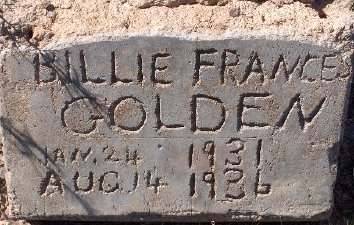 BILLIE FRANCES
GOLDEN
JAN. 24 1931
AUG. 14 1936